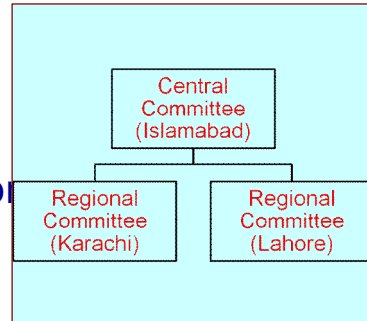 Central
Committee
(Islamabad)
Regional
Committee
(Karachi)
Regional
Committee
(Lahore)